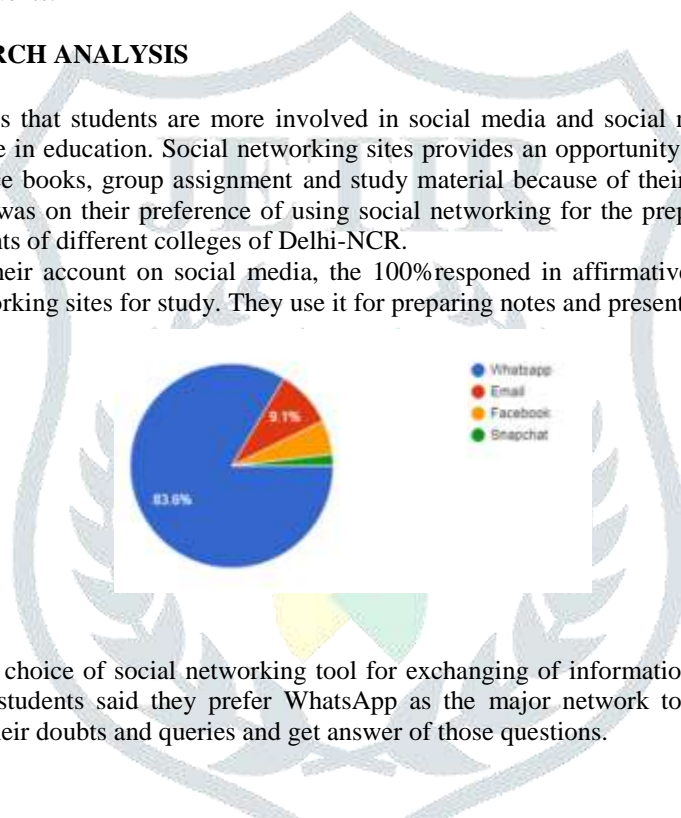 RCH ANALYSIS
s that students are more involved in social media and social
e in education. Social networking sites provides an opportunity
e books, group assignment and study material because of their
was on their preference of using social networking for the prep
nts of different colleges of Delhi-NCR.
heir account on social media, the 100%responed in affirmative
orking sites for study. They use it for preparing notes and present
Whatsapp
Email
Facebook
Snapchat
9.1%
83.6%
choice of social networking tool for exchanging of informatio
students said they prefer WhatsApp as the major network to
heir doubts and queries and get answer of those questions.
JETIR